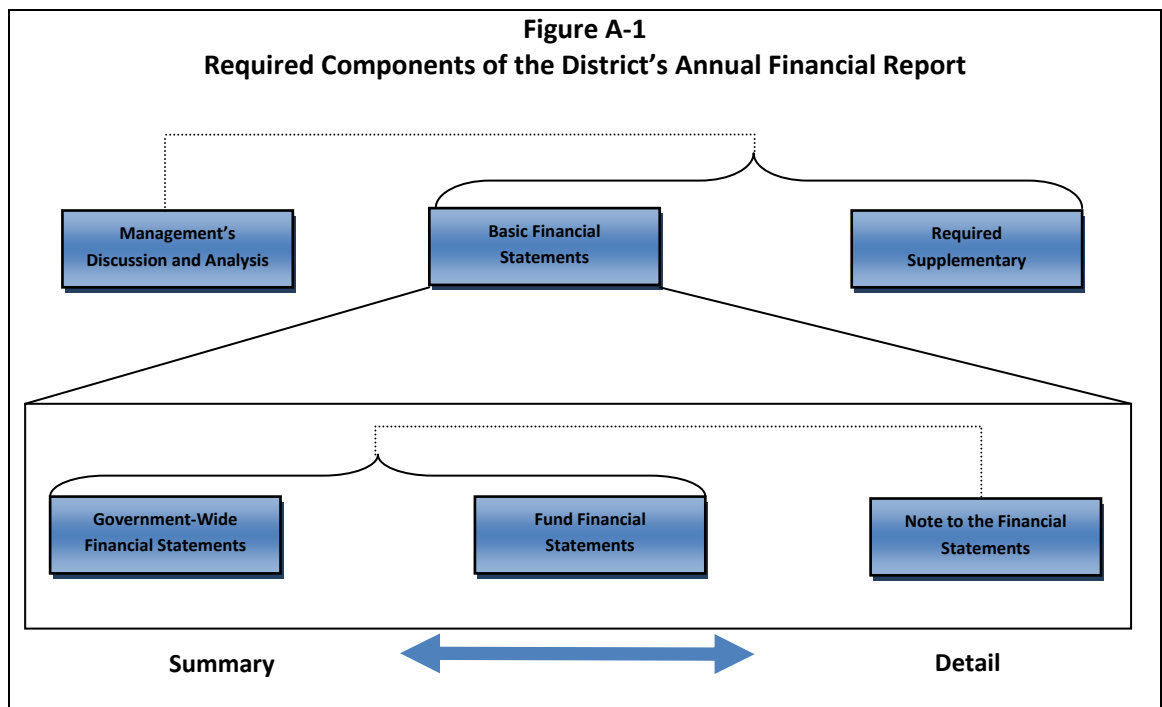 Figure A-1
Required Components of the District’s Annual Financial Report
Management’s
Discussion and Analysis
Basic Financial
Statements
Required
Supplementary
Government-Wide
Financial Statements
Fund Financial
Statements
Note to the Financial
Statements
Summary
Detail